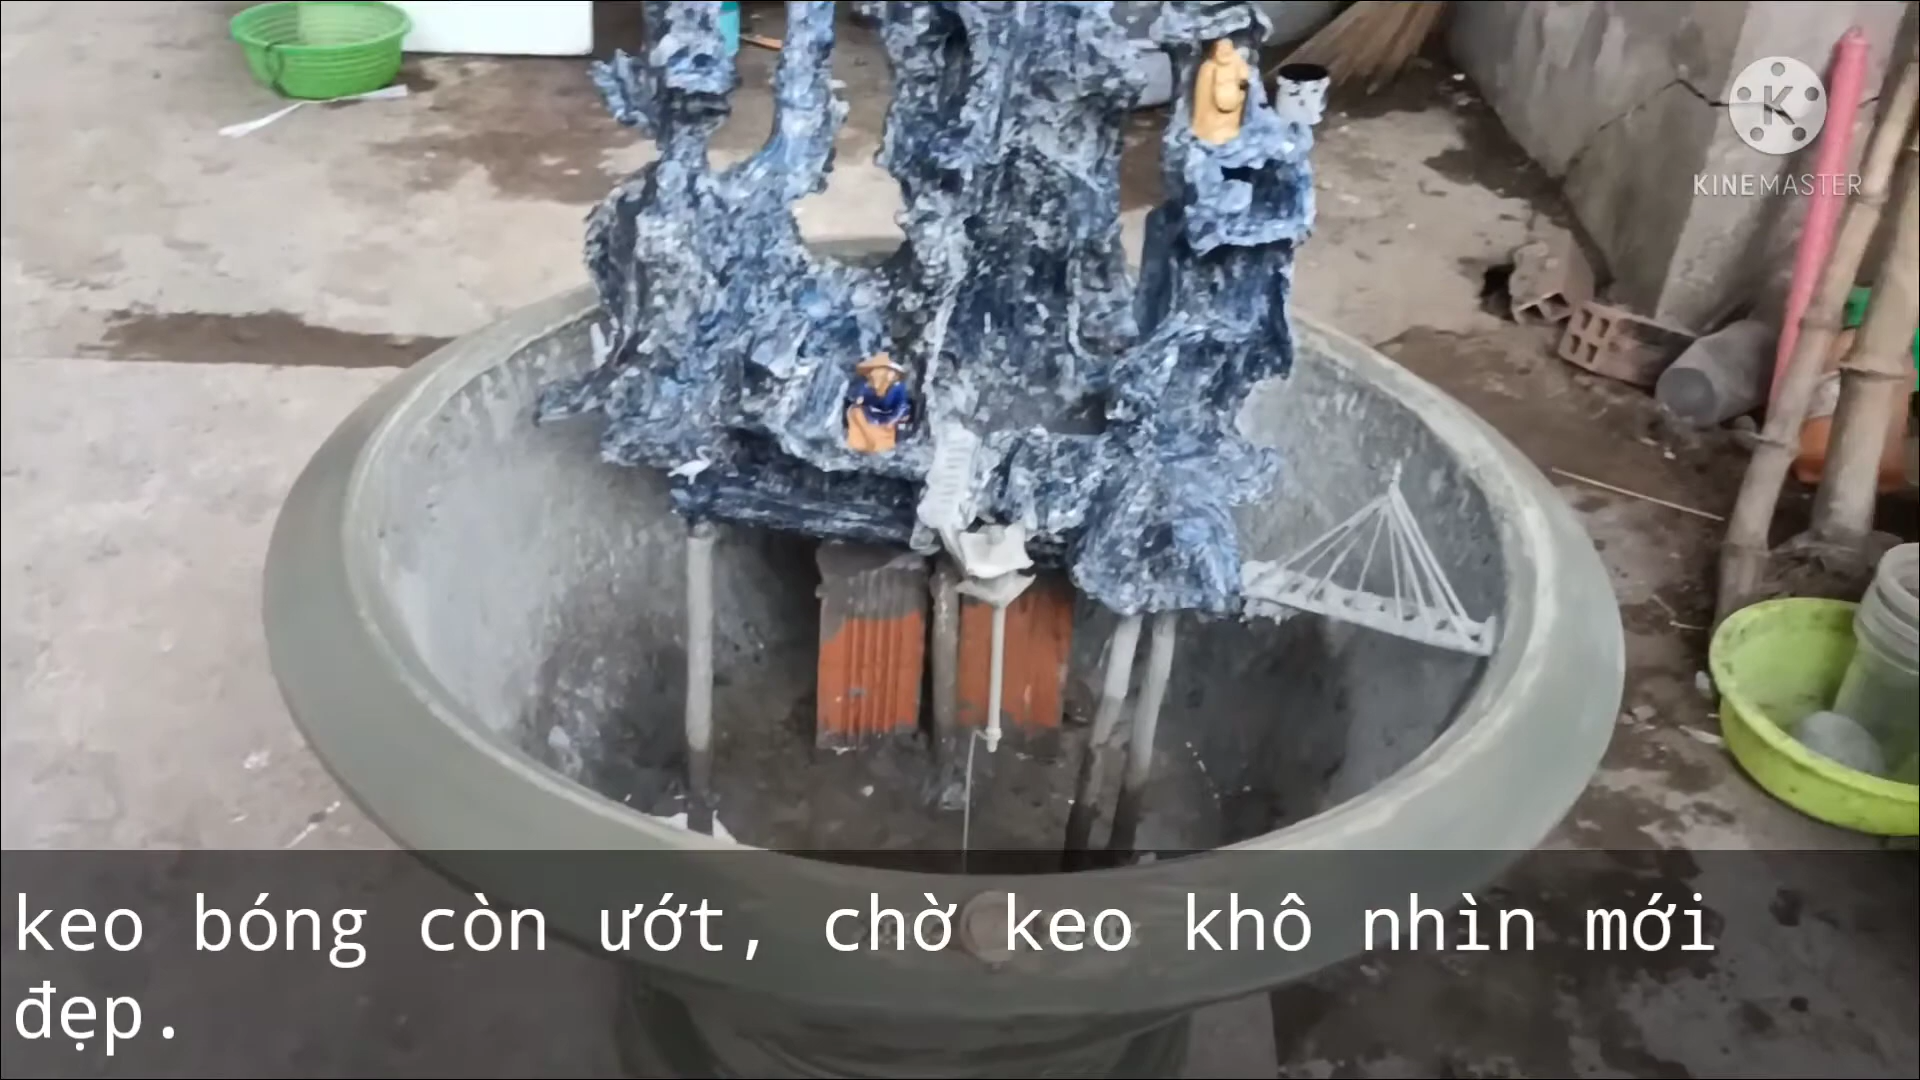 KINEMASTER
keo bóng còn ướt, chờ keo khô nhìn mới
đẹp.